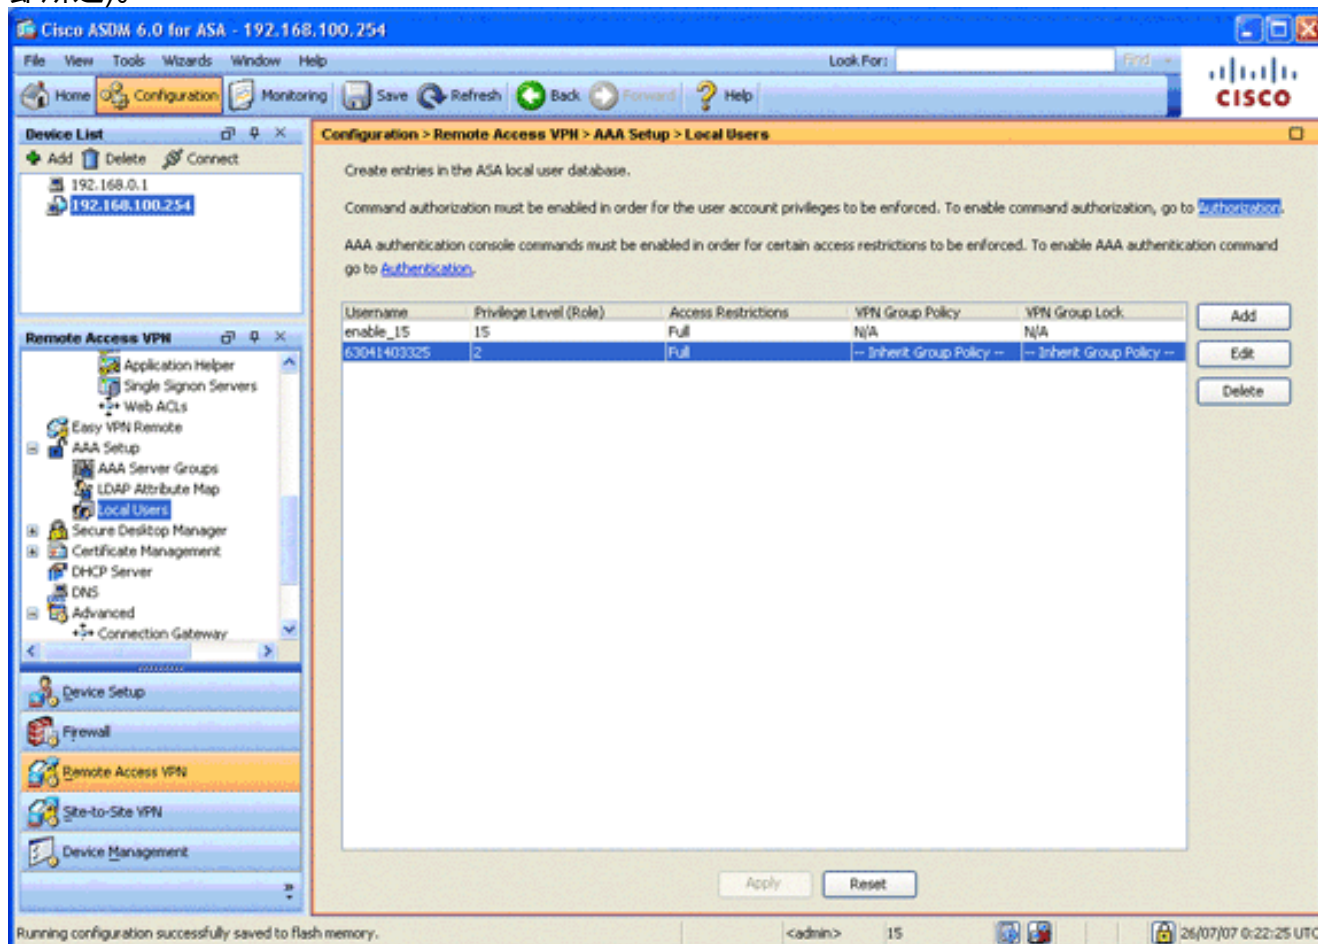 Cisco ASDM 6.0 for ASA - 192.168.100.254
File View Tools Wizards Window Help Look For: Find
Home Configuration Monitoring Save Refresh Back Forward Help
CISCO
Device List
Add Delete Connect
192.168.0.1
192.168.100.254
Remote Access VPN
Application Helper
Single Signon Servers
Web ACLs
Easy VPN Remote
AAA Setup
AAA Server Groups
LDAP Attribute Map
Local Users
Secure Desktop Manager
Certificate Management
DHCP Server
DNS
Advanced
Connection Gateway
Device Setup
Firewall
Remote Access VPN
Site-to-Site VPN
Device Management
Configuration > Remote Access VPN > AAA Setup > Local Users
Create entries in the ASA local user database.
Command authorization must be enabled in order for the user account privileges to be enforced. To enable command authorization, go to Authorization.
AAA authentication console commands must be enabled in order for certain access restrictions to be enforced. To enable AAA authentication command
go to Authentication.
Username Privilege Level (Role) Access Restrictions VPN Group Policy VPN Group Lock
enable_15 15 Full N/A N/A
63041403325 2 Full -- Inherit Group Policy -- -- Inherit Group Policy --
Add
Edit
Delete
Apply Reset
Running configuration successfully saved to flash memory. <admin> 15 26/07/07 0:22:25 UTC